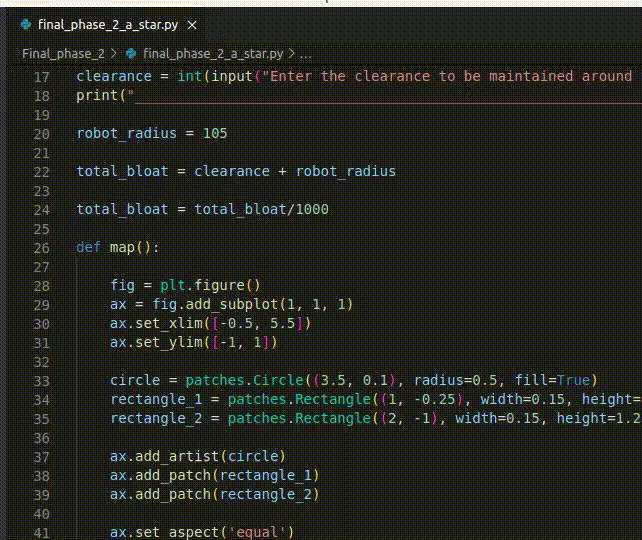 final_phase_2_a_star.py ×
Final_phase_2 > final_phase_2_a_star.py > ...
17 clearance = int(input("Enter the clearance to be maintained around
18 print("_______________________________________________
19
20 robot_radius = 105
21
22 total_bloat = clearance + robot_radius
23
24 total_bloat = total_bloat/1000
25
26 def map():
27
28 fig = plt.figure()
29 ax = fig.add_subplot(1, 1, 1)
30 ax.set_xlim([-0.5, 5.5])
31 ax.set_ylim([-1, 1])
32
33 circle = patches.Circle((3.5, 0.1), radius=0.5, fill=True)
34 rectangle_1 = patches.Rectangle((1, -0.25), width=0.15, height=
35 rectangle_2 = patches.Rectangle((2, -1), width=0.15, height=1.2
36
37 ax.add_artist(circle)
38 ax.add_patch(rectangle_1)
39 ax.add_patch(rectangle_2)
40
41 ax.set_aspect('equal')